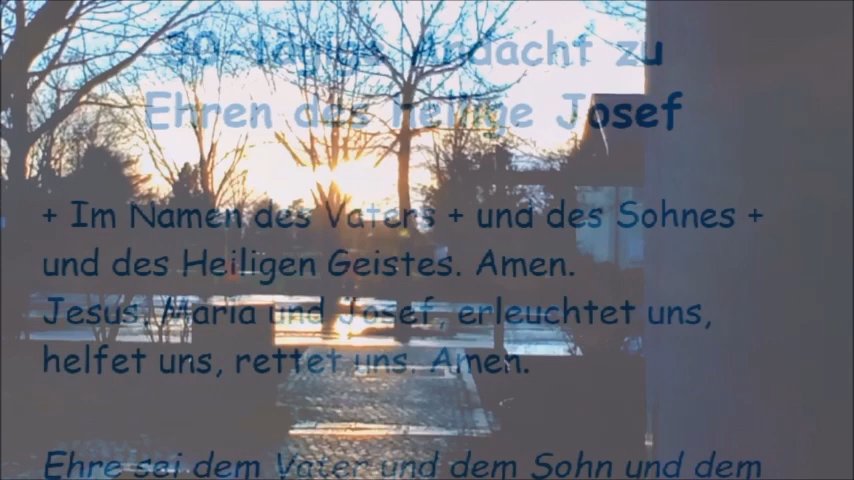 30-tägige Andacht zu
Ehren des heilige Josef
+ Im Namen des Vaters + und des Sohnes +
und des Heiligen Geistes. Amen.
Jesus, Maria und Josef, erleuchtet uns,
helfet uns, rettet uns. Amen.
Ehre sei dem Vater und dem Sohn und dem